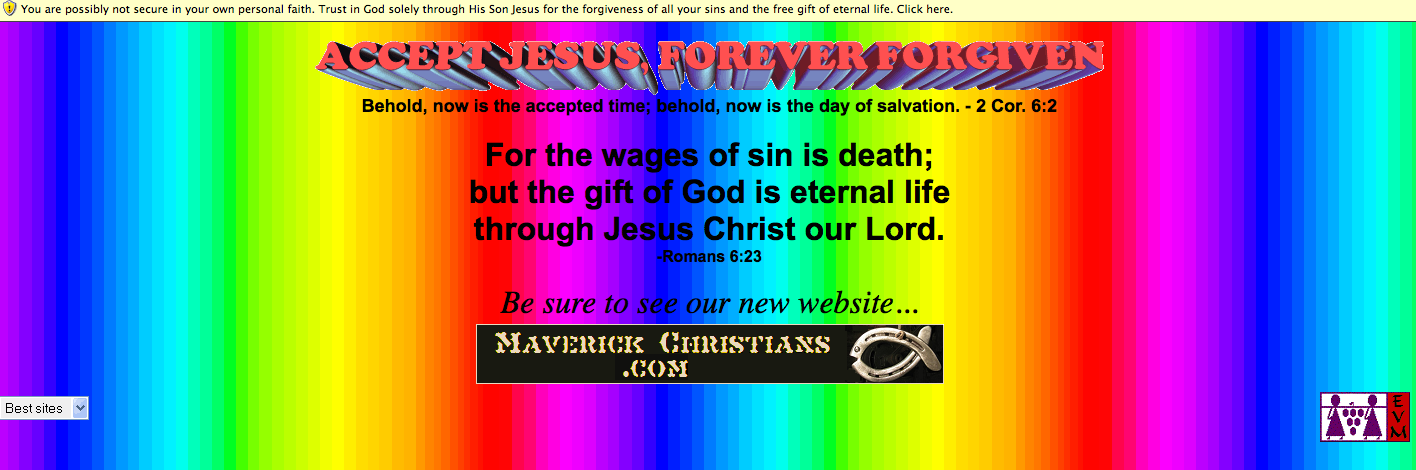 You are possibly not secure in your own personal faith. Trust in God solely through His Son Jesus for the forgiveness of all your sins and the free gift of eternal life. Click here.
ACCEPT JESUS, FOREVER FORGIVEN
Behold, now is the accepted time; behold, now is the day of salvation. - 2 Cor. 6:2
For the wages of sin is death;
but the gift of God is eternal life
through Jesus Christ our Lord.
-Romans 6:23
Be sure to see our new website...
MAVERICK CHRISTIANS
.COM
Best sites
EVM